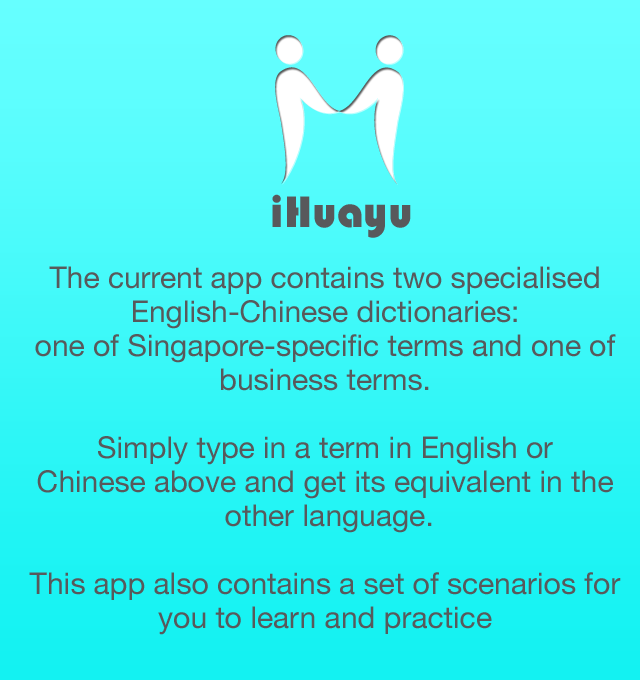 iHuayu
The current app contains two specialised
English-Chinese dictionaries:
one of Singapore-specific terms and one of
business terms.
Simply type in a term in English or
Chinese above and get its equivalent in the
other language.
This app also contains a set of scenarios for
you to learn and practice